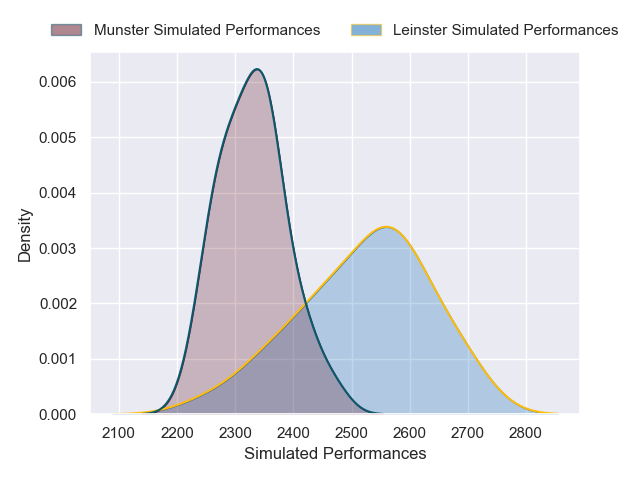 Munster Simulated Performances Leinster Simulated Performances
0.006
0.005
0.004
0.003
0.002
0.001
0.000
Density
2100 2200 2300 2400 2500 2600 2700 2800
Simulated Performances